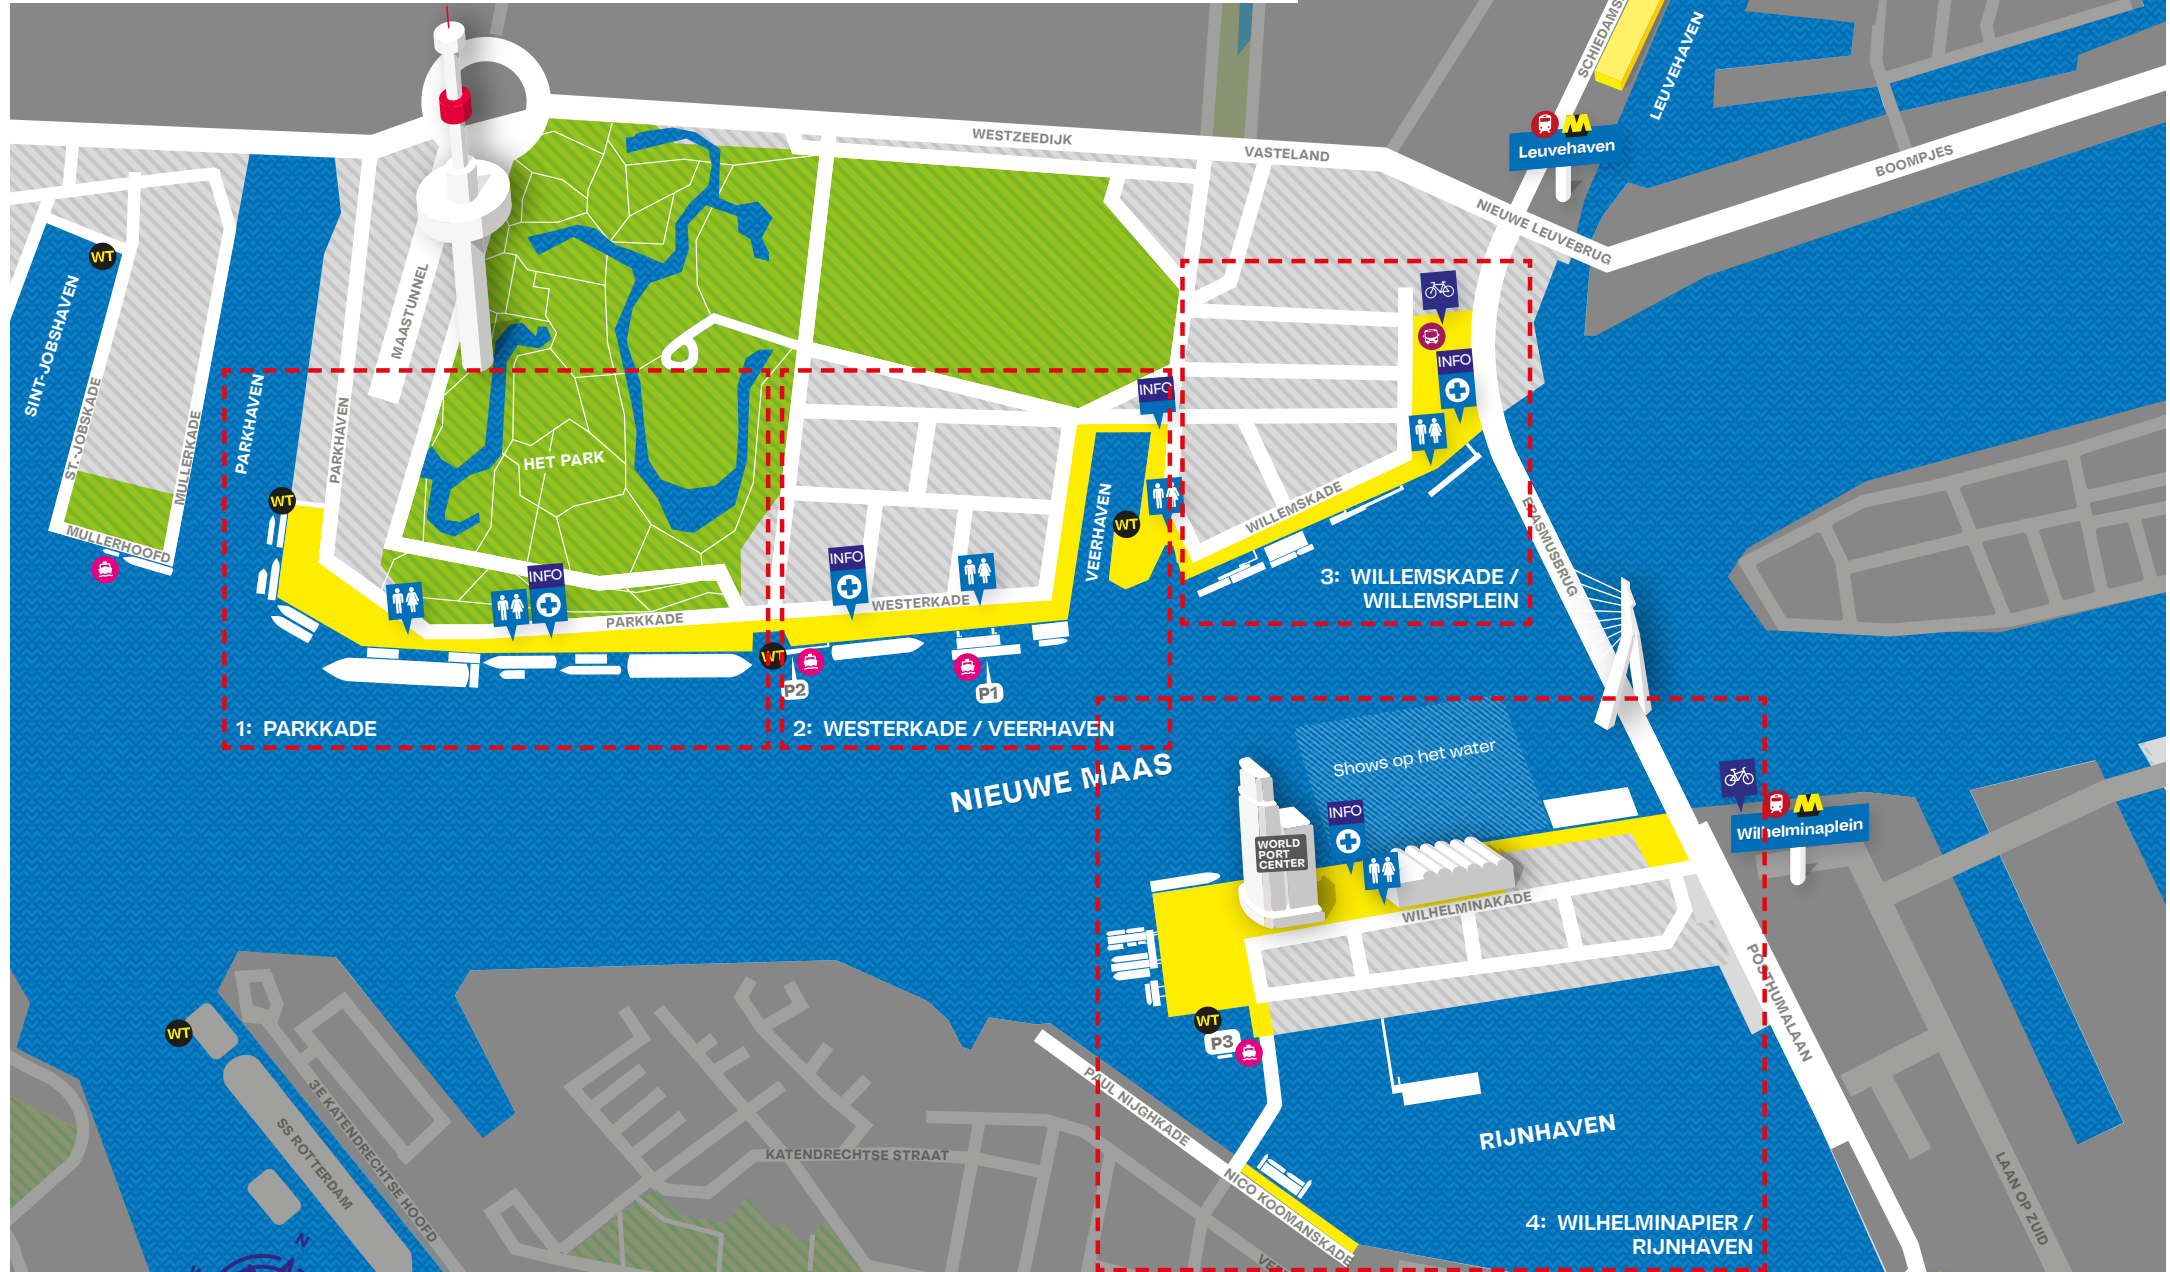 SCHIEDAMS
LEUVEHAVEN
WESTZEEDIJK
VASTELAND
Leuvehaven
BOOMPJES
NIEUWE LEUVEBRUG
WT
SINT-JOBSHAVEN
MAASTUNNEL
ST.-JOBSKADE
MULLERKADE
PARKHAVEN
PARKHAVEN
INFO
INFO
HET PARK
WT
VEERHAVEN
WT
WILLEMSKADE
ERASMUSBRUG
MULLERHOOFD
INFO
INFO
3: WILLEMSKADE /
WILLEMSPLEIN
PARKKADE
WESTERKADE
WT
P2
P1
1: PARKKADE
2: WESTERKADE / VEERHAVEN
NIEUWE MAAS
Shows op het water
INFO
WORLD
PORT
CENTER
Wilhelminaplein
WILHELMINAKADE
POSTHUMALAAN
WT
WT
P3
PAUL NIJGHKADE
RIJNHAVEN
3E KATENDRECHTSE HOOFD
SS ROTTERDAM
KATENDRECHTSE STRAAT
NICO KOOMANSKADE
LAAN OP ZUID
4: WILHELMINAPIER /
RIJNHAVEN
N